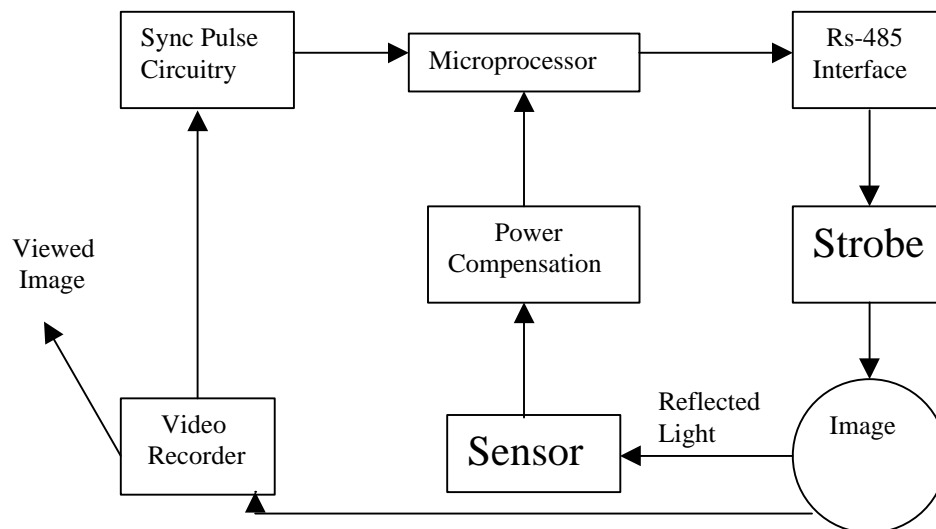 Sync Pulse
Circuitry
Microprocessor
Rs-485
Interface
Power
Compensation
Strobe
Viewed
Image
Video
Recorder
Sensor
Reflected
Light
Image